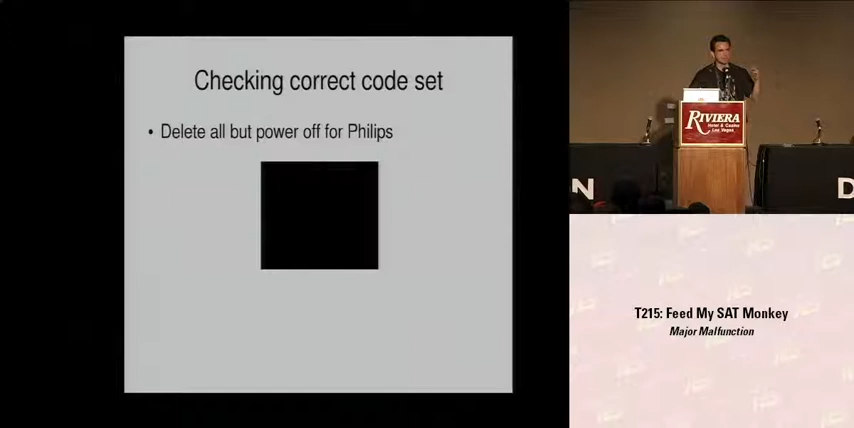 Checking correct code set
• Delete all but power off for Philips
RIVIERA
Hotel & Casino
Las Vegas
N
D
T215: Feed My SAT Monkey
Major Malfunction